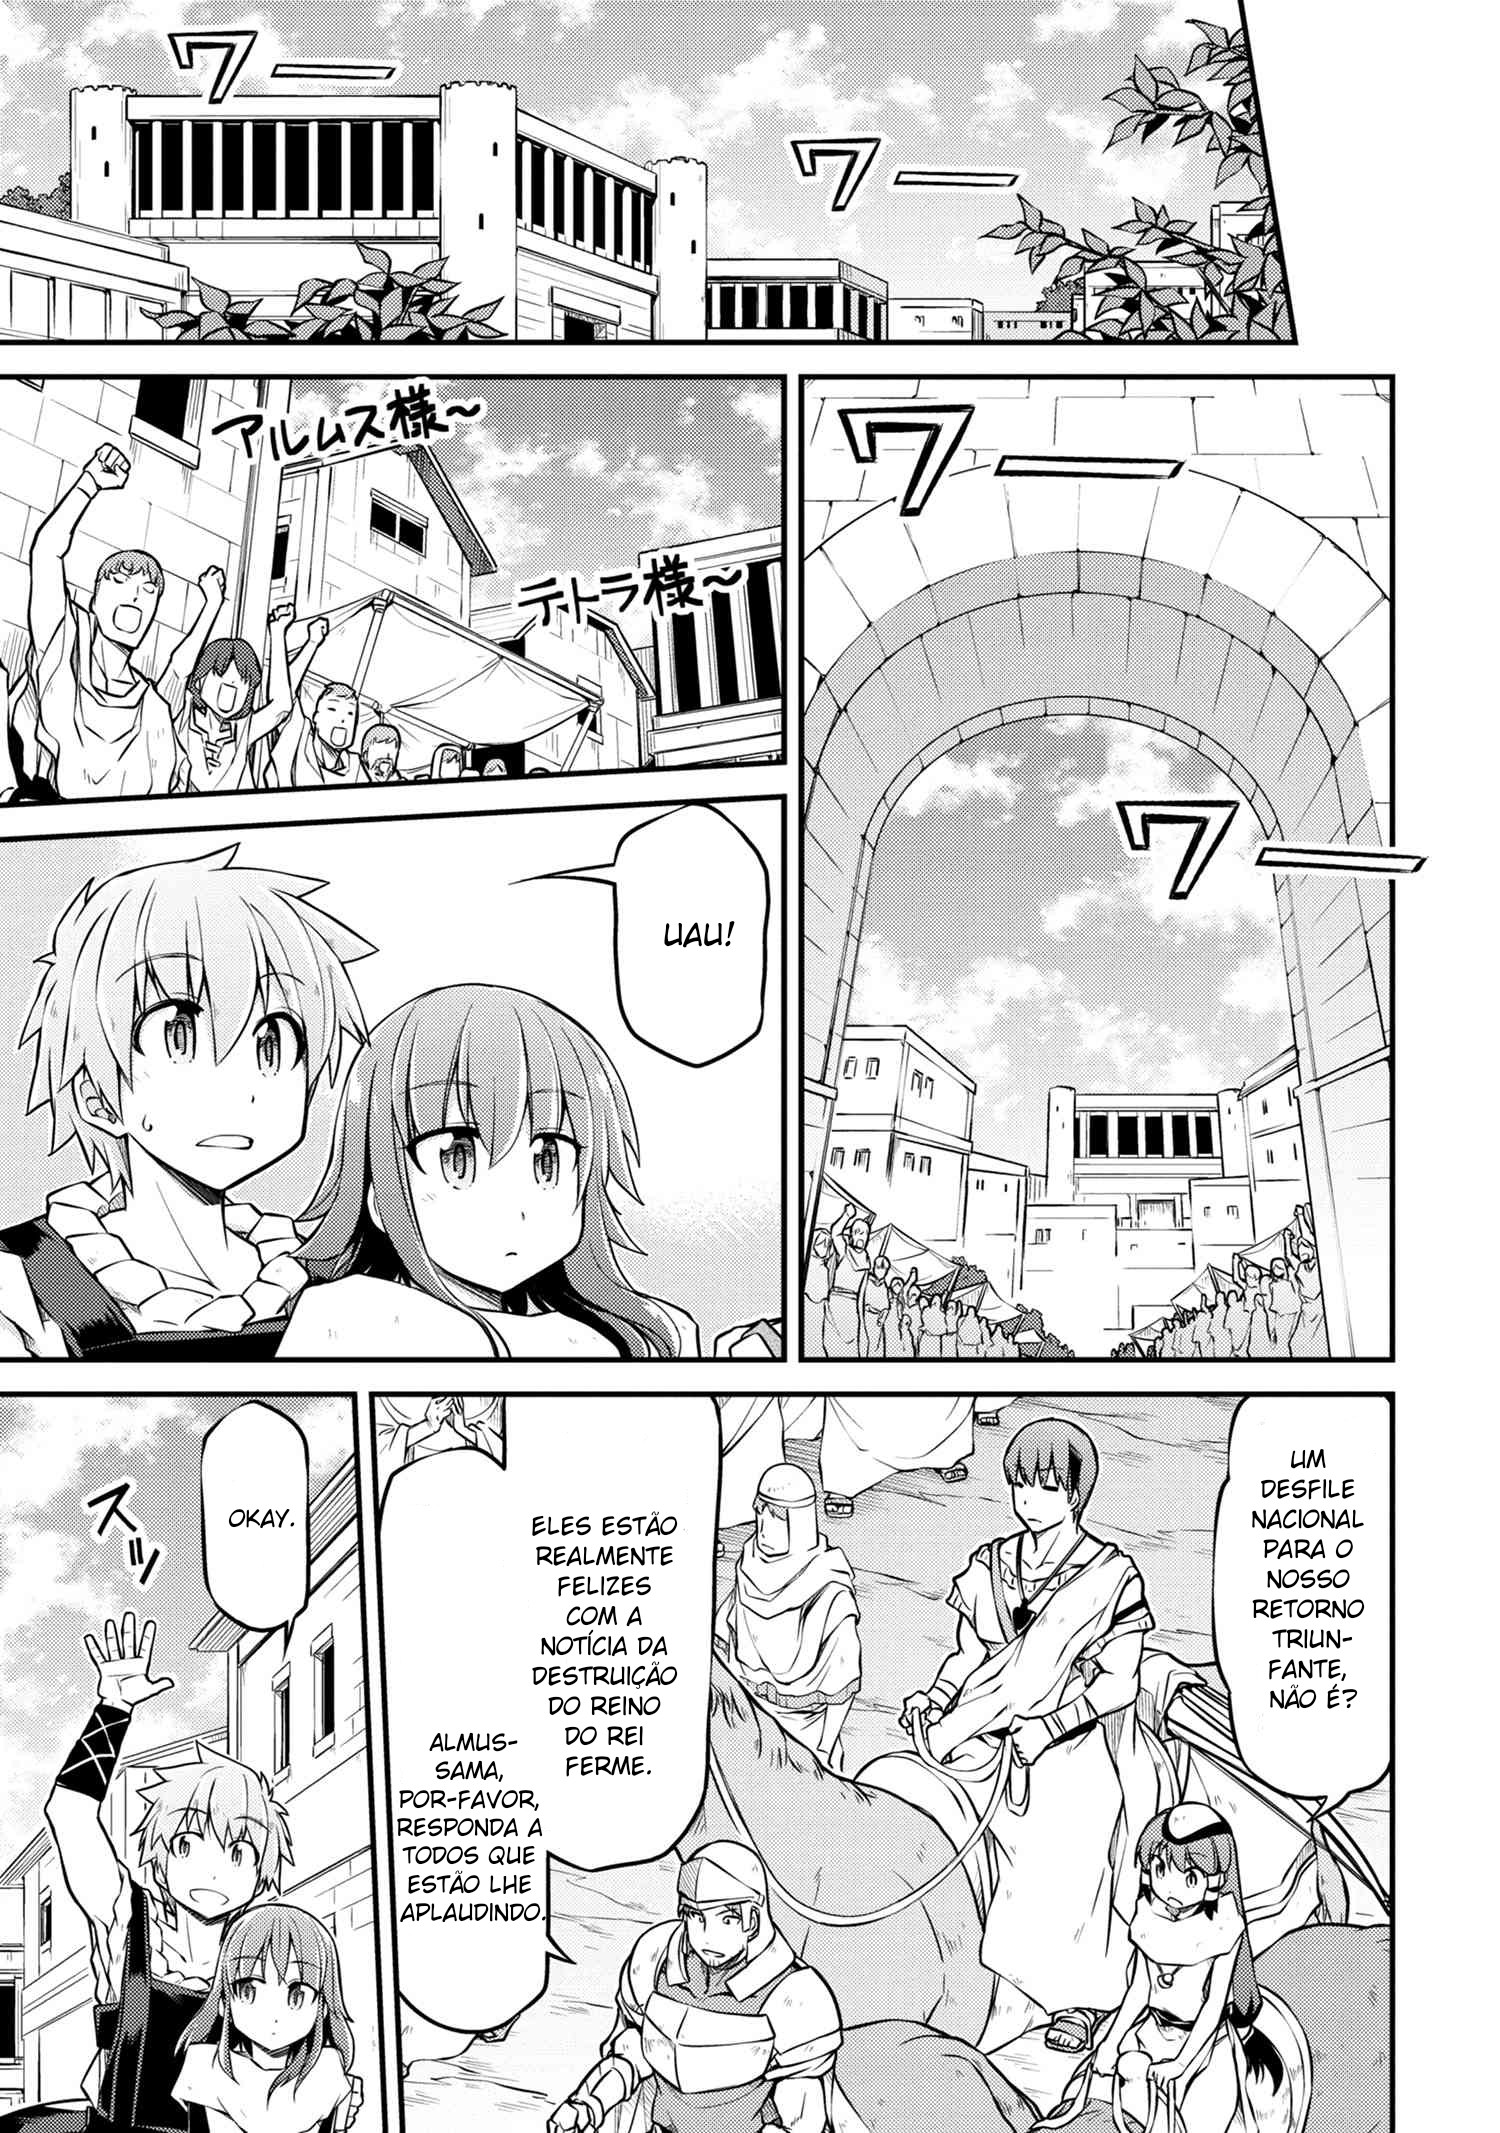 ワー
ワー
ワー
ワー
アルムス様～
テトラ様～
UAU!
UM
DESFILE
NACIONAL
PARA O
NOSSO
RETORNO
TRIUN-
FANTE,
NÃO É?
ELES ESTÃO
REALMENTE
FELIZES
COM A
NOTÍCIA DA
DESTRUIÇÃO
DO REINO
DO REI
FERME.
ALMUS-
SAMA,
POR-FAVOR,
RESPONDA A
TODOS QUE
ESTÃO LHE
APLAUDINDO.
OKAY.
スッ